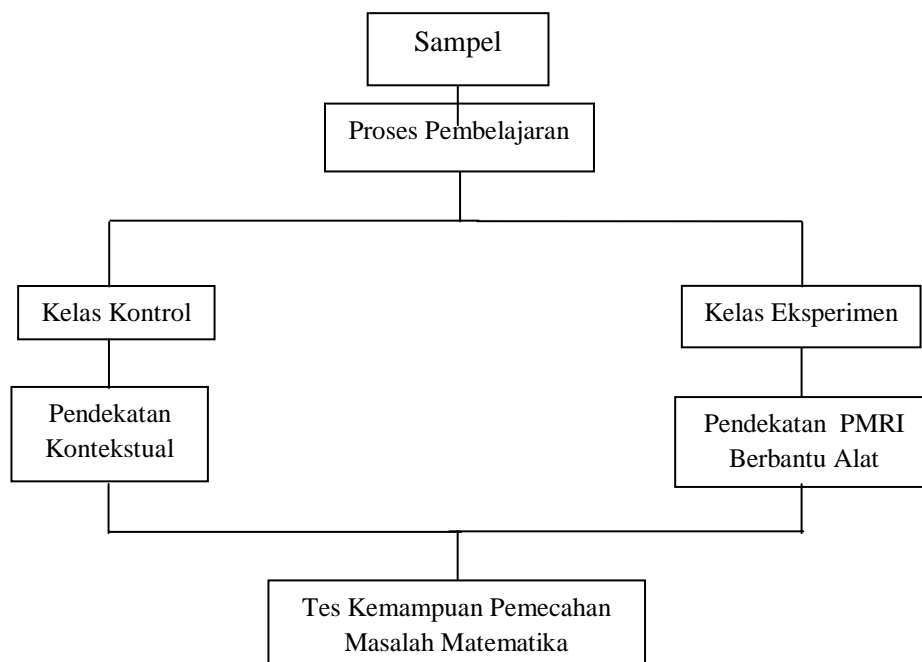 Sampel
Proses Pembelajaran
Kelas Kontrol
Kelas Eksperimen
Pendekatan
Kontekstual
Pendekatan PMRI
Berbantu Alat
Tes Kemampuan Pemecahan
Masalah Matematika